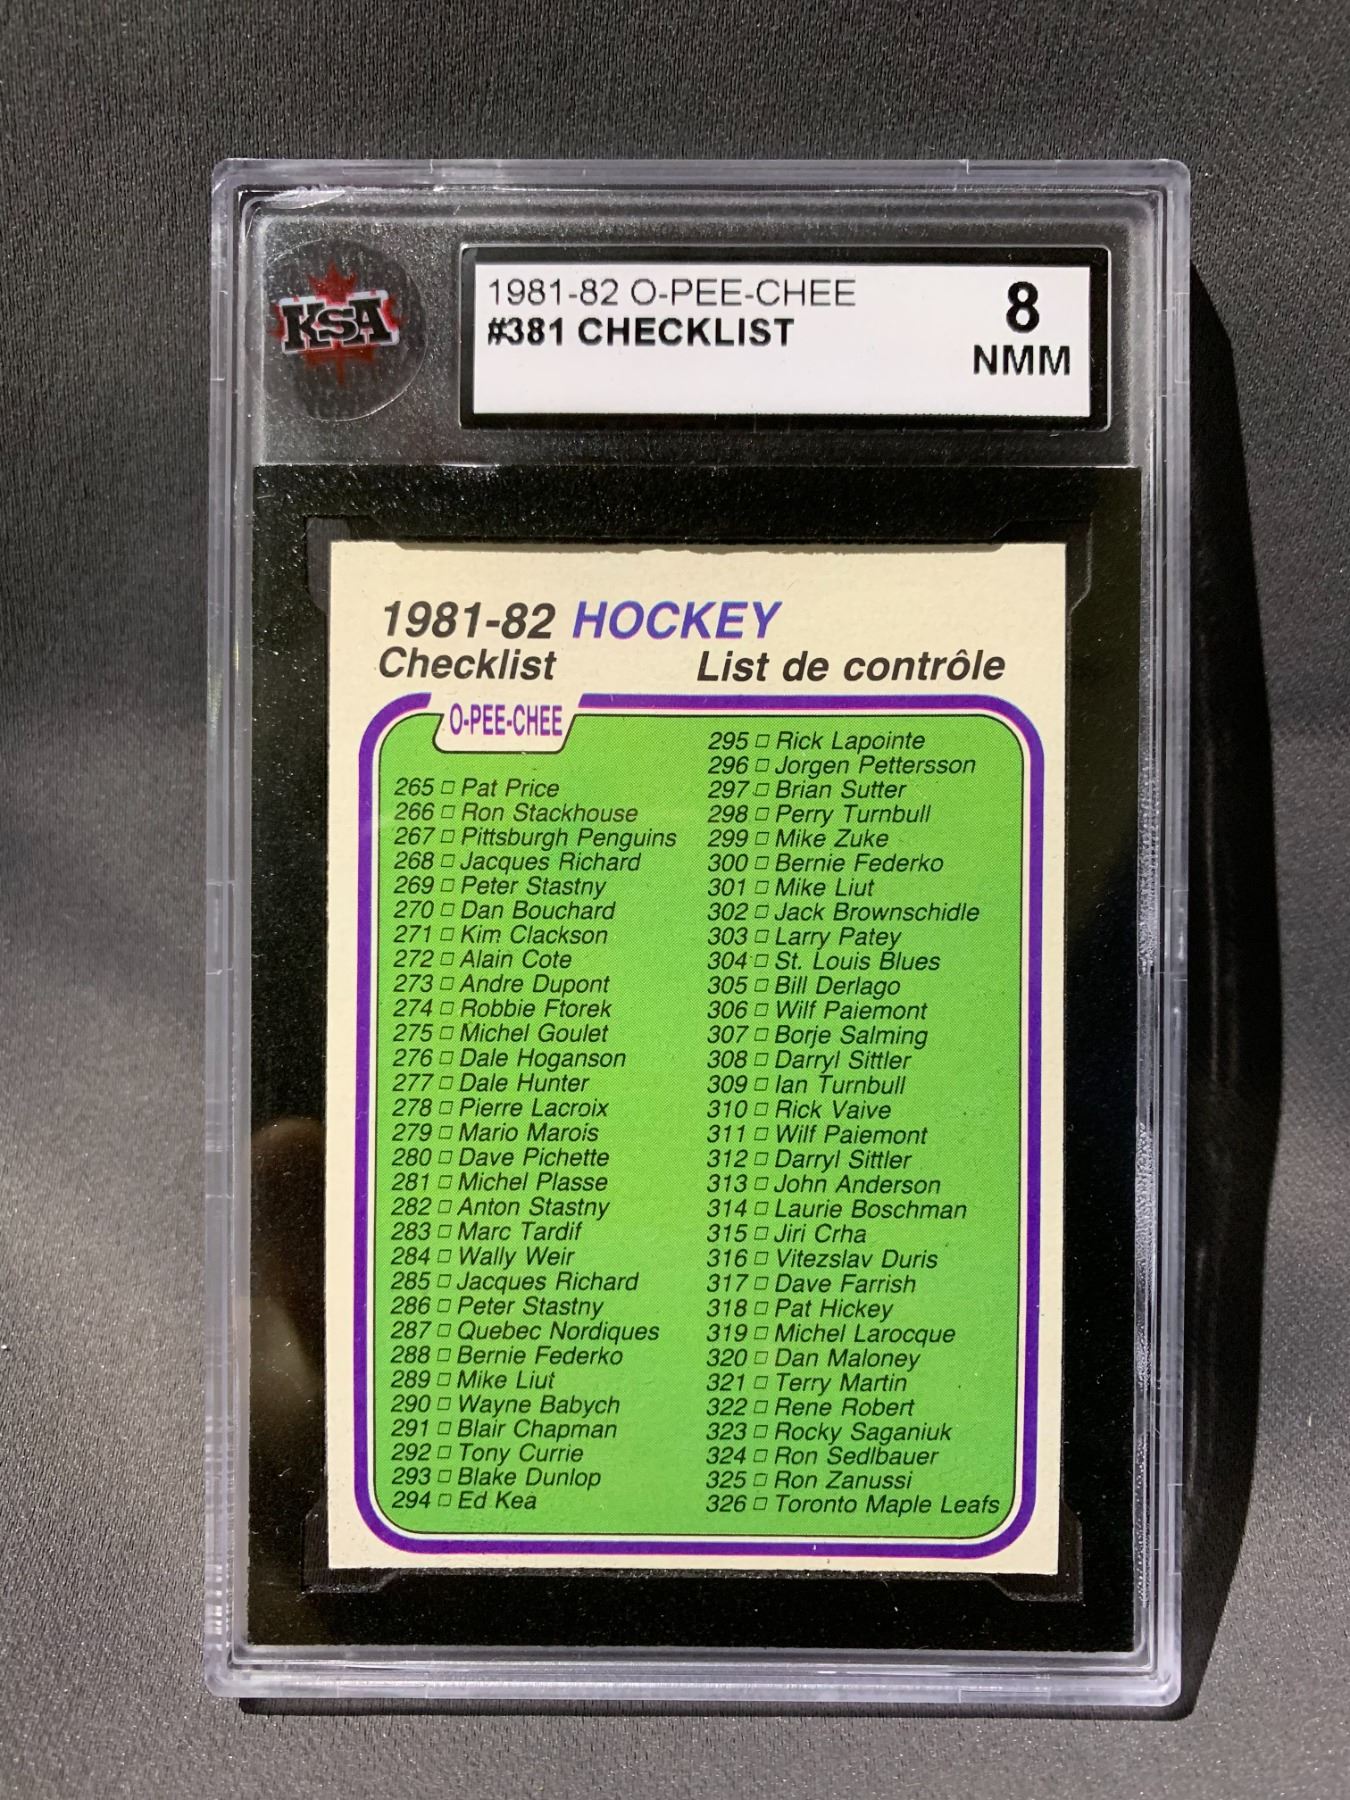 KSA
1981-82 O-PEE-CHEE
#381 CHECKLIST
8
NMM
1981-82 HOCKEY
Checklist
List de contrôle
O-PEE-CHEE
265 □ Pat Price
266 □ Ron Stackhouse
267 □ Pittsburgh Penguins
268 □ Jacques Richard
269 □ Peter Stastny
270 □ Dan Bouchard
271 □ Kim Clackson
272 □ Alain Cote
273 □ Andre Dupont
274 □ Robbie Ftorek
275 □ Michel Goulet
276 □ Dale Hoganson
277 □ Dale Hunter
278 □ Pierre Lacroix
279 □ Mario Marois
280 □ Dave Pichette
281 □ Michel Plasse
282 □ Anton Stastny
283 □ Marc Tardif
284 □ Wally Weir
285 □ Jacques Richard
286 □ Peter Stastny
287 □ Quebec Nordiques
288 □ Bernie Federko
289 □ Mike Liut
290 □ Wayne Babych
291 □ Blair Chapman
292 □ Tony Currie
293 □ Blake Dunlop
294 □ Ed Kea
295 □ Rick Lapointe
296 □ Jorgen Pettersson
297 □ Brian Sutter
298 □ Perry Turnbull
299 □ Mike Zuke
300 □ Bernie Federko
301 □ Mike Liut
302 □ Jack Brownschidle
303 □ Larry Patey
304 □ St. Louis Blues
305 □ Bill Derlago
306 □ Wilf Paiemont
307 □ Borje Salming
308 □ Darryl Sittler
309 □ Ian Turnbull
310 □ Rick Vaive
311 □ Wilf Paiemont
312 □ Darryl Sittler
313 □ John Anderson
314 □ Laurie Boschman
315 □ Jiri Crha
316 □ Vitezslav Duris
317 □ Dave Farrish
318 □ Pat Hickey
319 □ Michel Larocque
320 □ Dan Maloney
321 □ Terry Martin
322 □ Rene Robert
323 □ Rocky Saganiuk
324 □ Ron Sedlbauer
325 □ Ron Zanussi
326 □ Toronto Maple Leafs